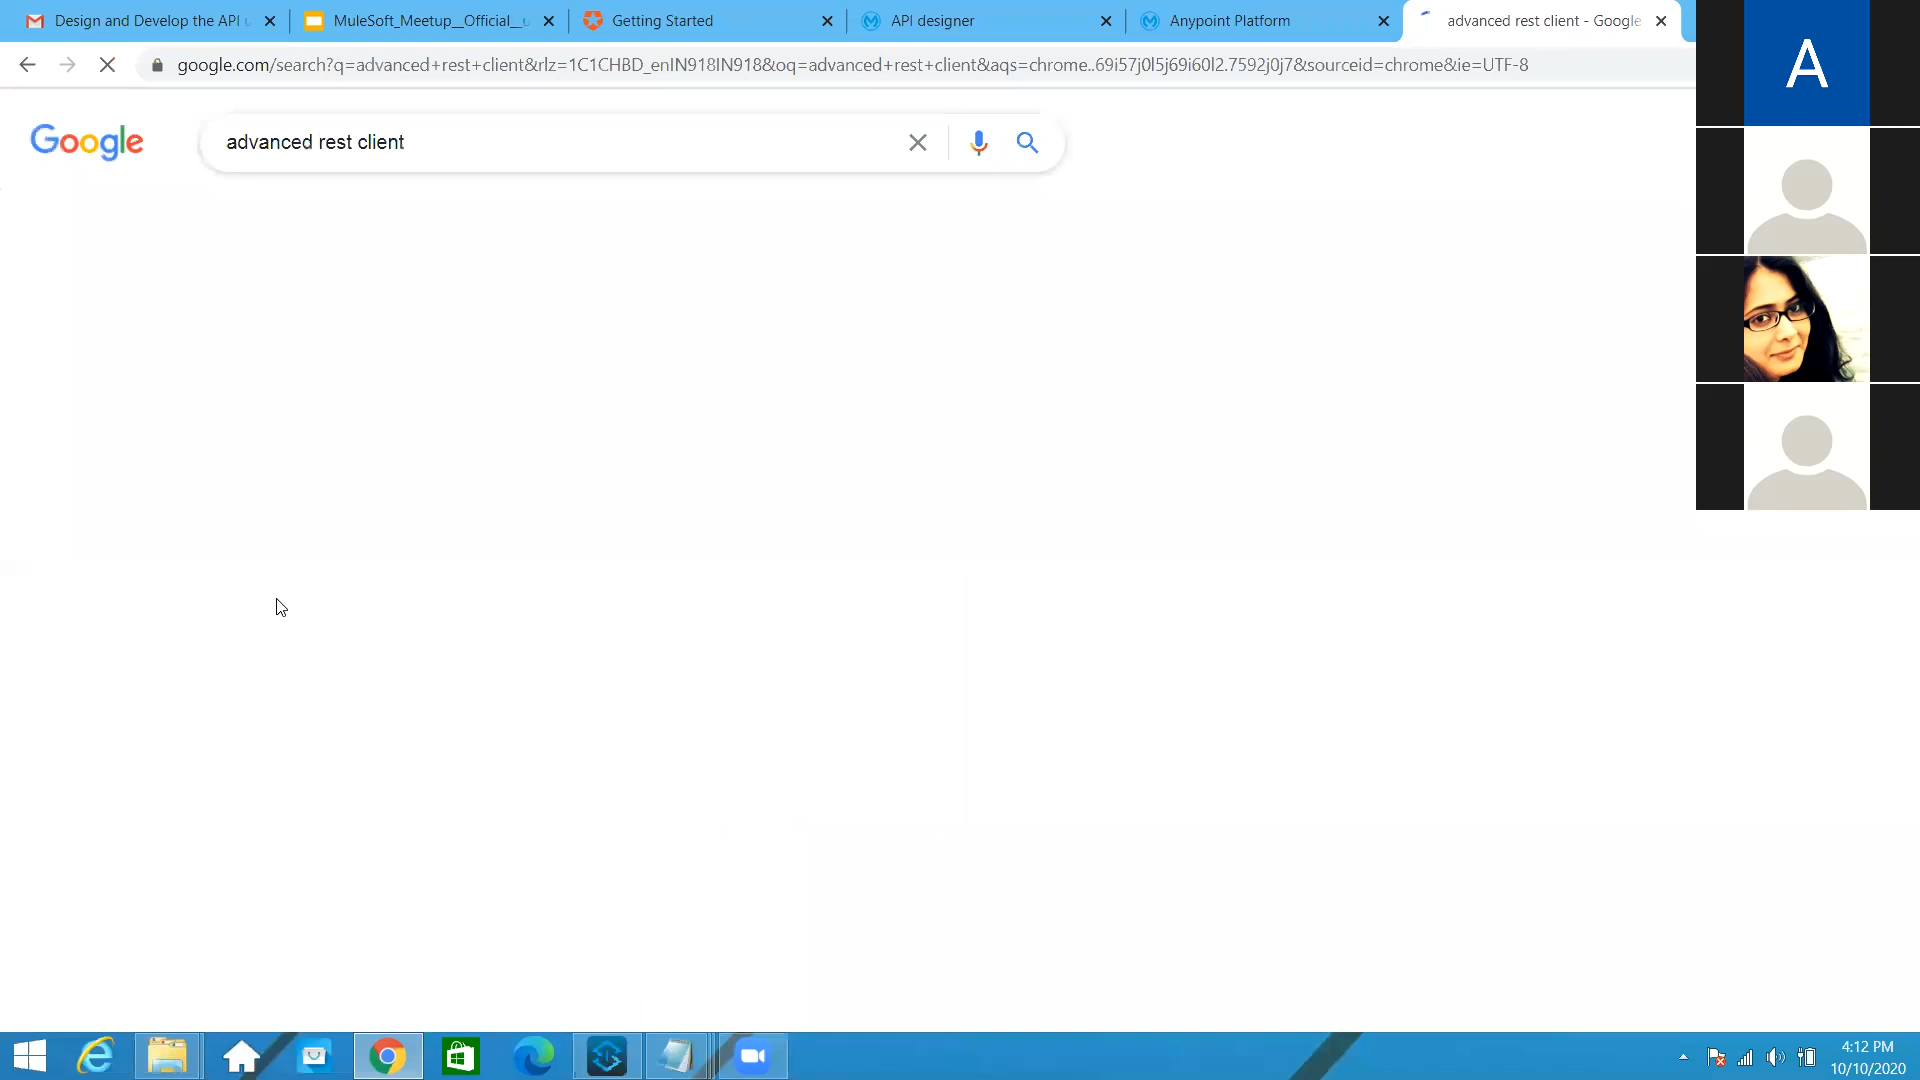 Design and Develop the API u
MuleSoft_Meetup__Official_
Getting Started
API designer
Anypoint Platform
advanced rest client - Google
google.com/search?q=advanced+rest+client&rlz=1C1CHBD_enIN918IN918&oq=advanced+rest+client&aqs=chrome..69i57j0l5j69i60l2.7592j0j7&sourceid=chrome&ie=UTF-8
A
Google
advanced rest client
4:12 PM
10/10/2020